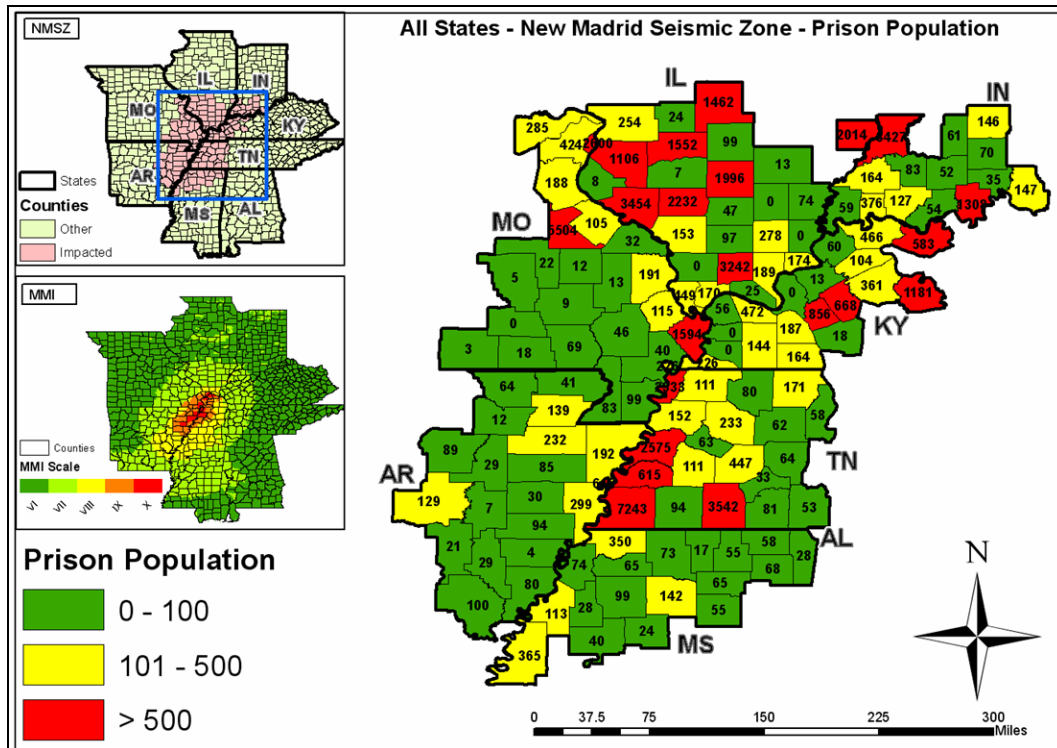 NMSZ
IL
IN
MO
KY
AR
TN
MS
AL
States
Counties
Other
Impacted
MMI
Counties
MMI Scale
VI VII VIII IX X
Prison Population
0 - 100
101 - 500
> 500
All States - New Madrid Seismic Zone - Prison Population
IL
IN
MO
KY
AR
TN
AL
MS
1462
285 254 24
146
424
1106 1552 99
2014
61
70
188 8 7 1996 13
164 83 52 35 147
3454 2232 0 74
59 376 127 54
105 153 47
466 583
32 97 278 0
60 104
5 22 12 13 191 0 3242 189 174
13 361 1181
9 115 170 25 0
668
0 46 1594 56 472
856
3 18 69 40 0 144 187 18
0 164
226
64 41 111 80 171
12 139 83 99 152 233 62 58
89 232 192 2575 63 447 64
29 85 615 111 33
129 7 30 299 7243 94 3542 81 53
94
21 29 4 350 73 17 55 58 28
74 65 68
100 80 99 142 65
113 28 55
365 40 24
N
0 37.5 75 150 225 300
Miles